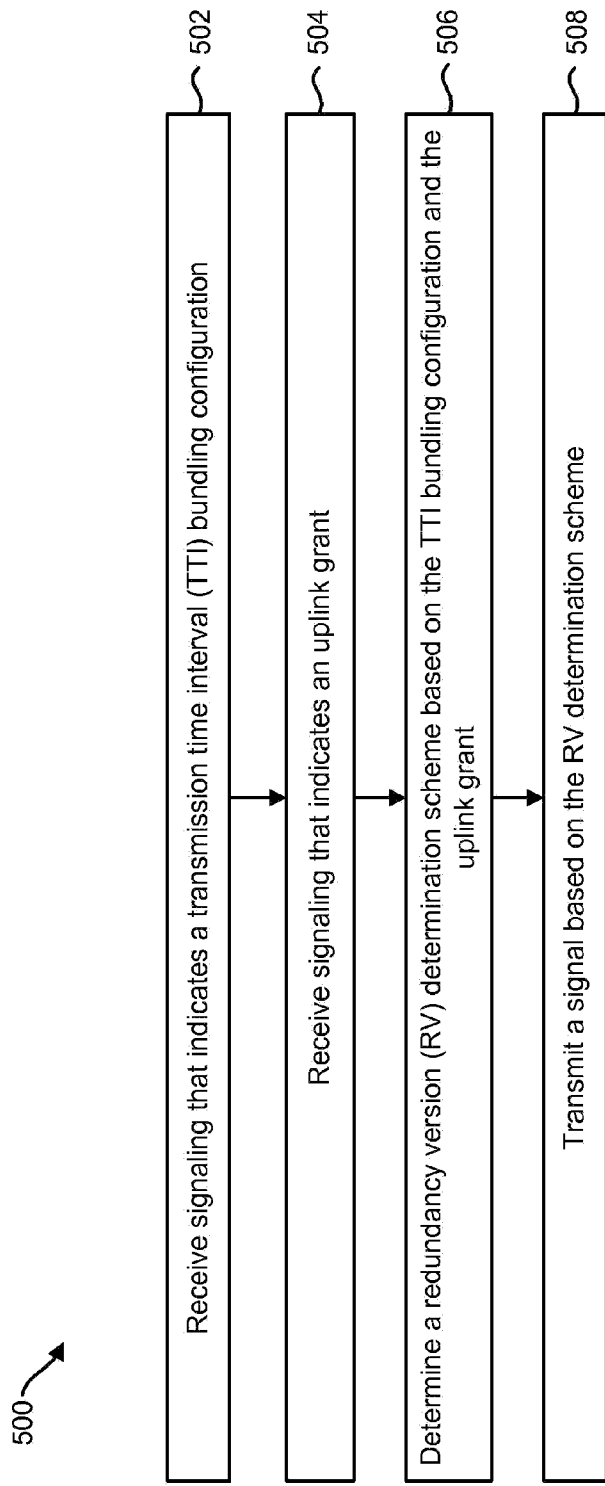 500
Receive signaling that indicates a transmission time interval (TTI) bundling configuration
502
Receive signaling that indicates an uplink grant
504
Determine a redundancy version (RV) determination scheme based on the TTI bundling configuration and the
uplink grant
506
Transmit a signal based on the RV determination scheme
508